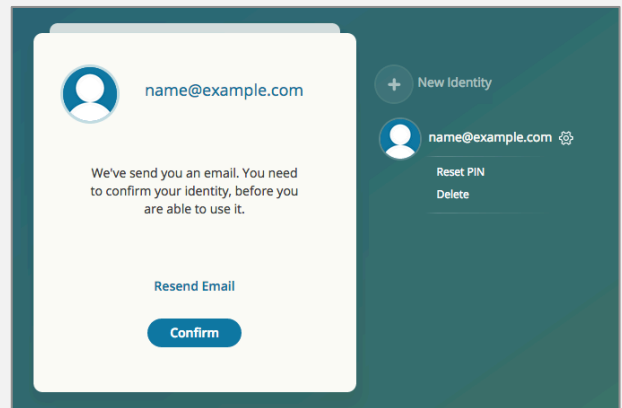 name@example.com
We've send you an email. You need
to confirm your identity, before you
are able to use it.
Resend Email
Confirm
New Identity
name@example.com
Reset PIN
Delete